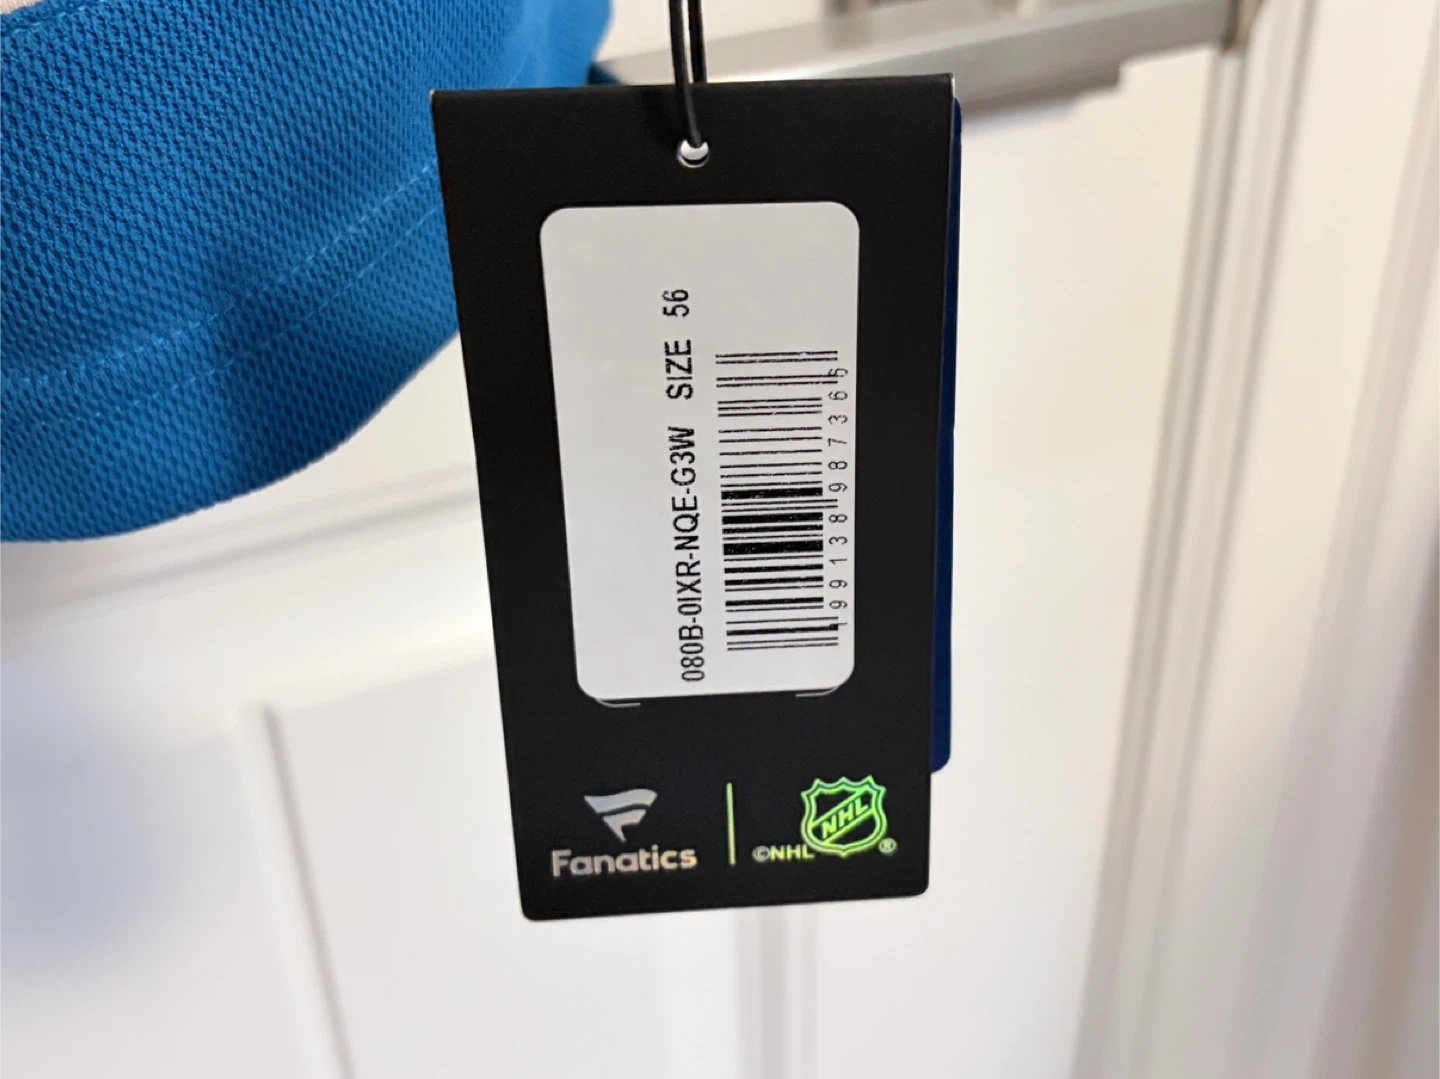 080B-0IXR-NQE-G3W SIZE 56
199138987365
Fanatics
©NHL
NHL
®